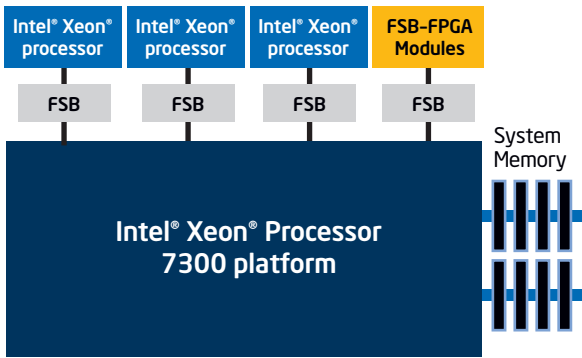 Intel® Xeon®
processor
Intel® Xeon®
processor
Intel® Xeon®
processor
FSB-FPGA
Modules
FSB
FSB
FSB
FSB
System
Memory
Intel® Xeon® Processor
7300 platform